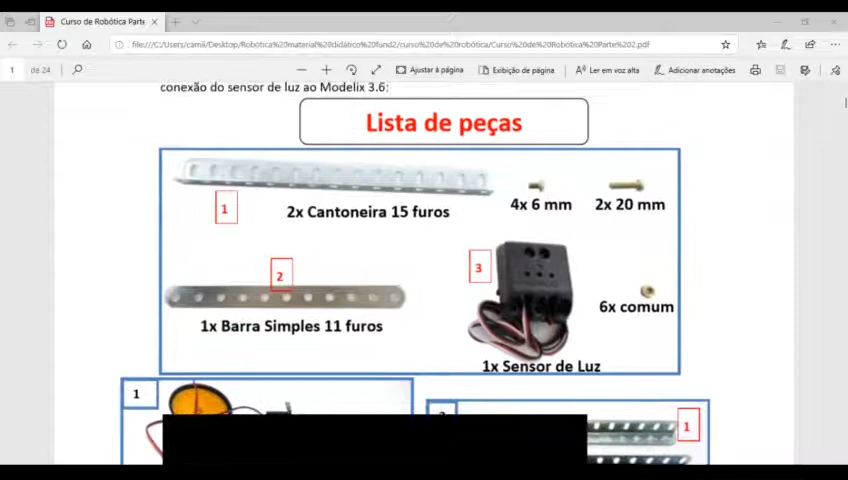 Curso de Robótica Parte
file:///C:/Users/camil/Desktop/Robótica%20material%20didático%20fund2/curso%20de%20robótica/Curso%20de%20Robótica%20Parte%202.pdf
1 de 24
Ajustar à página
Exibição de página
Ler em voz alta
Adicionar anotações
conexão do sensor de luz ao Modelix 3.6:
Lista de peças
1
2x Cantoneira 15 furos
4x 6 mm
2x 20 mm
2
1x Barra Simples 11 furos
3
1x Sensor de Luz
6x comum
1
1